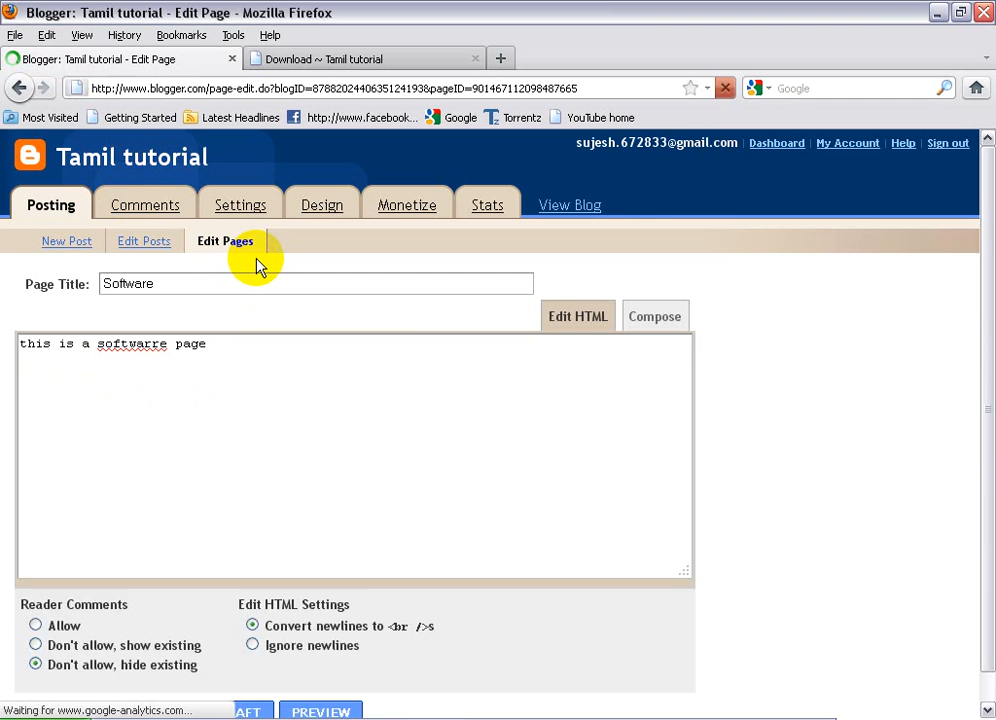 Blogger: Tamil tutorial - Edit Page - Mozilla Firefox
File Edit View History Bookmarks Tools Help
Blogger: Tamil tutorial - Edit Page
Download ~ Tamil tutorial
http://www.blogger.com/page-edit.do?blogID=8788202440635124193&pageID=901467112098487665
Google
Most Visited Getting Started Latest Headlines http://www.facebook... Google Torrentz YouTube home
Tamil tutorial
sujesh.672833@gmail.com Dashboard My Account Help Sign out
Posting Comments Settings Design Monetize Stats View Blog
New Post Edit Posts Edit Pages
Page Title: Software
Edit HTML Compose
this is a softwarre page
Reader Comments
Allow
Don't allow, show existing
Don't allow, hide existing
Edit HTML Settings
Convert newlines to <br />s
Ignore newlines
Waiting for www.google-analytics.com...
AFT PREVIEW